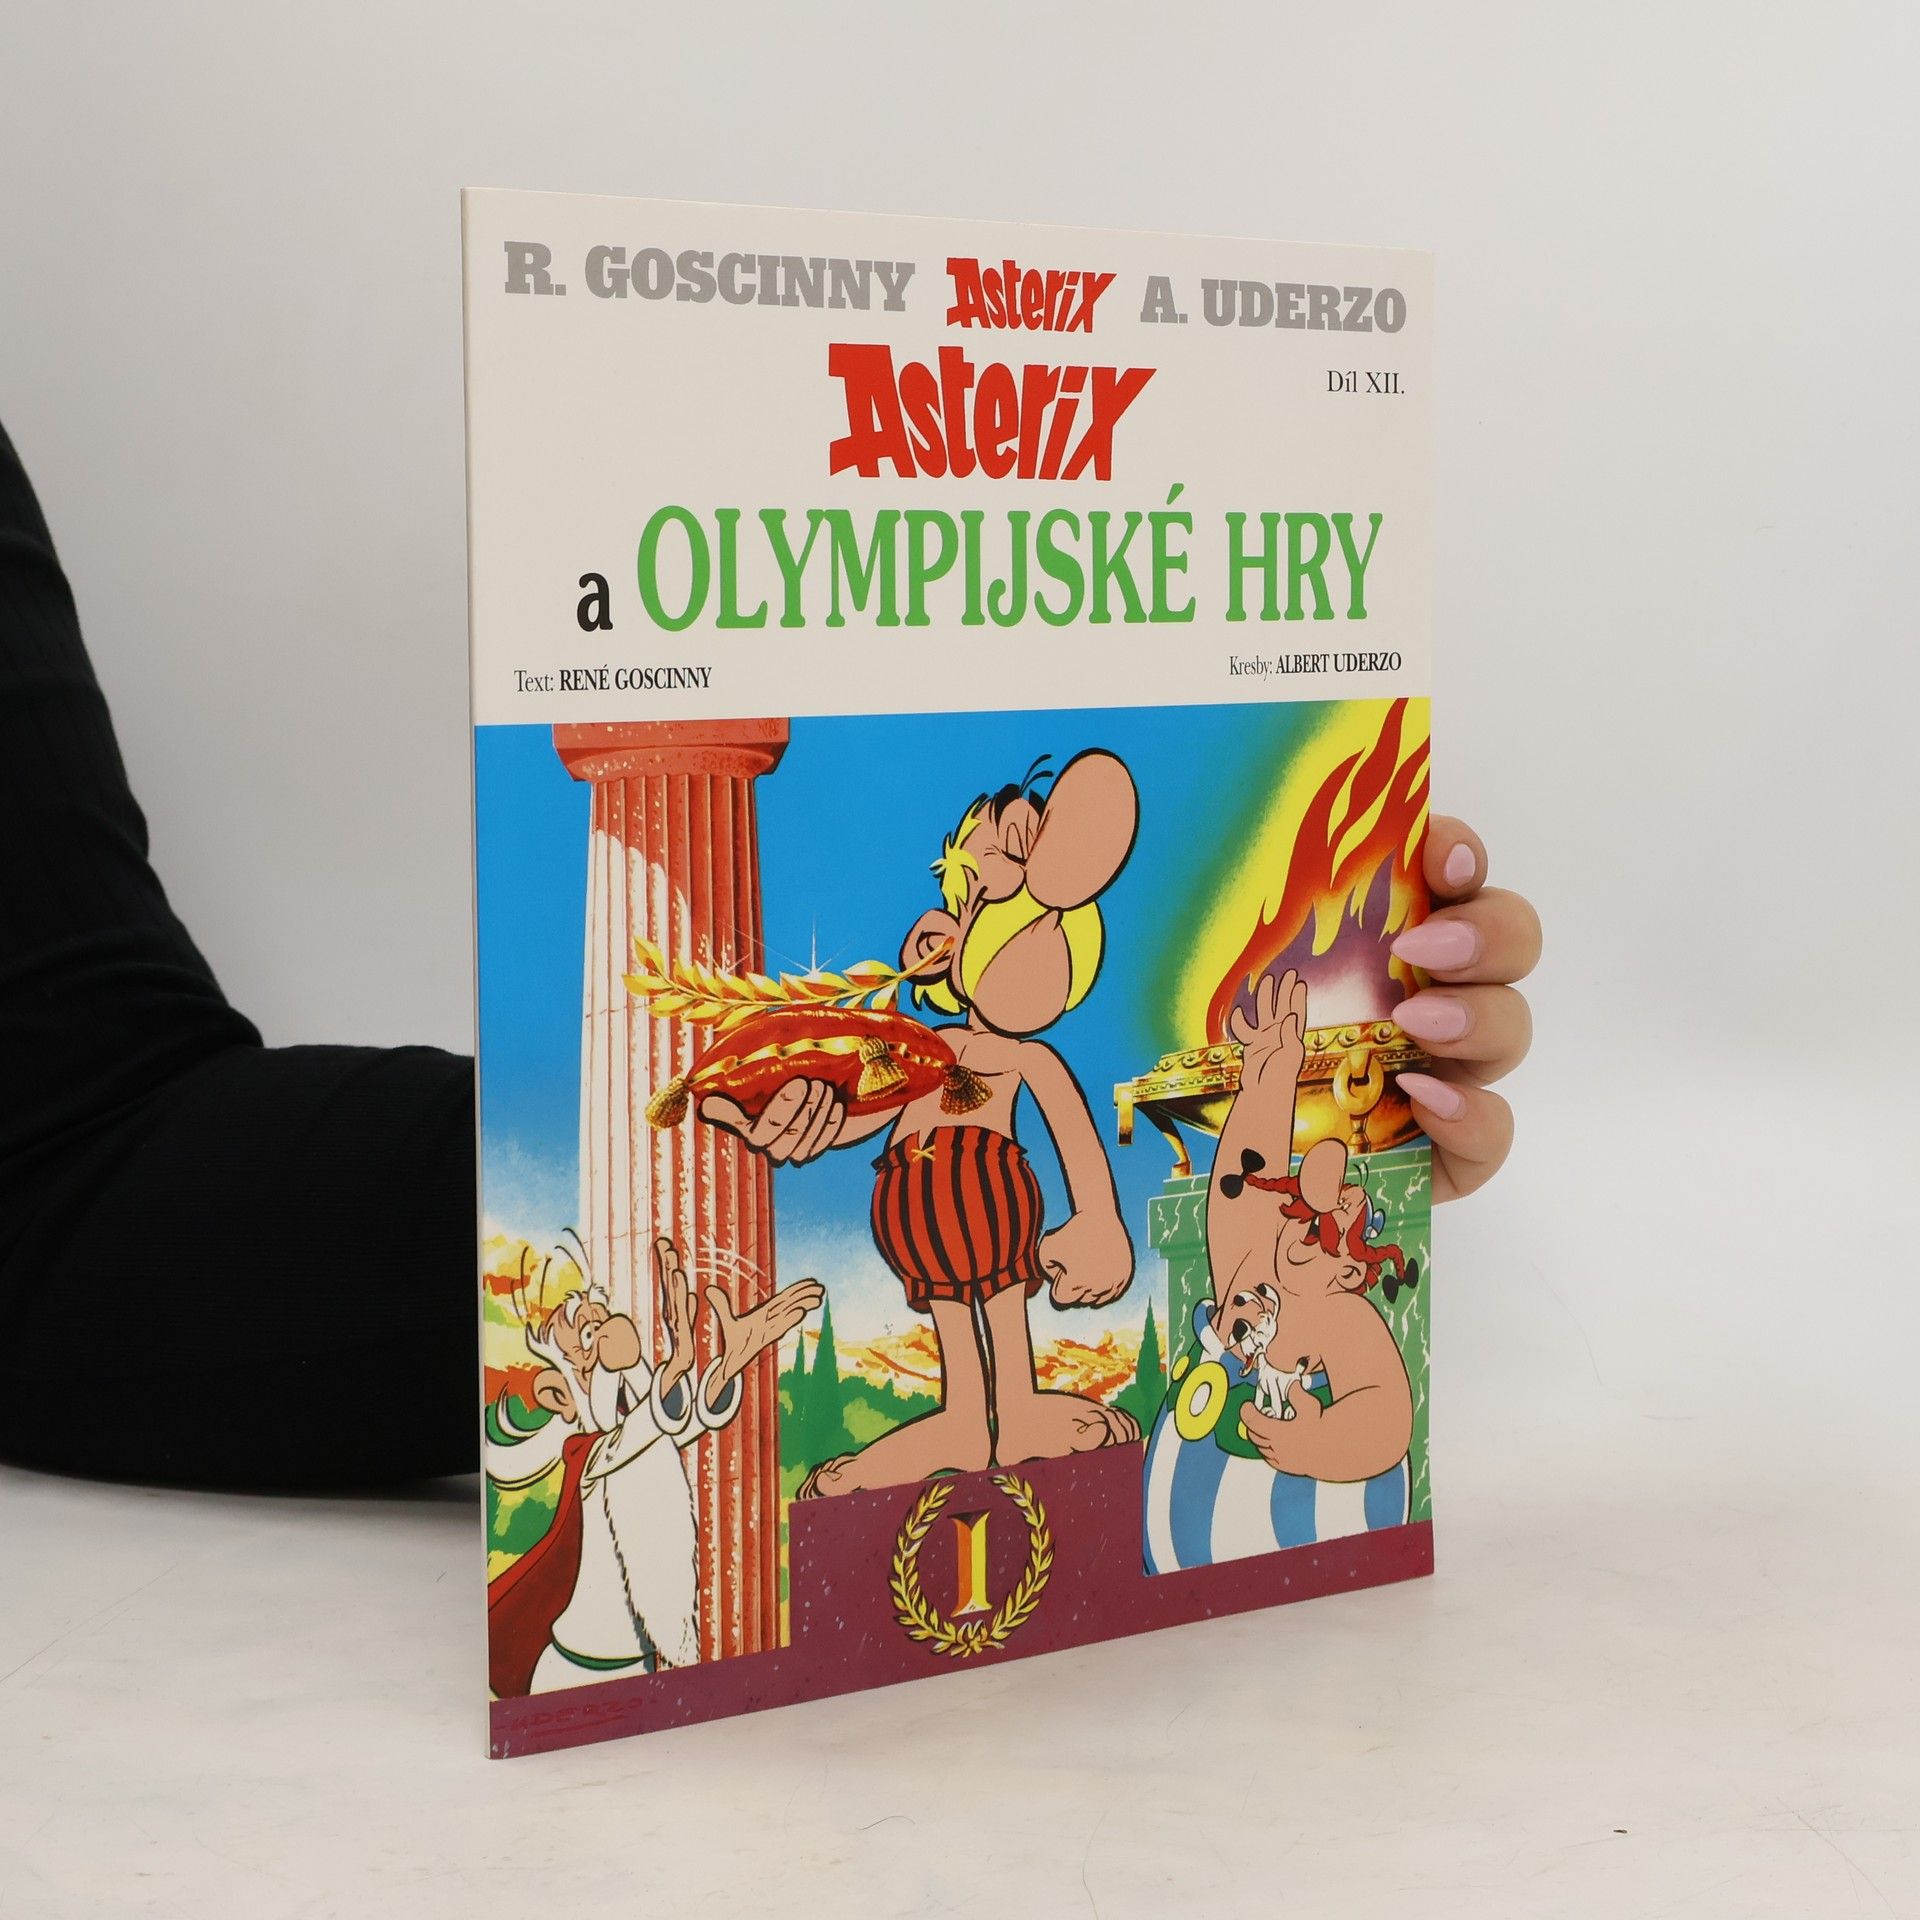 R. GOSCINNY Asterix A. UDERZO
Asterix
Díl XII.
a OLYMPIJSKÉ HRY
Text: RENÉ GOSCINNY
Kresby: ALBERT UDERZO
I
-UDERZO-